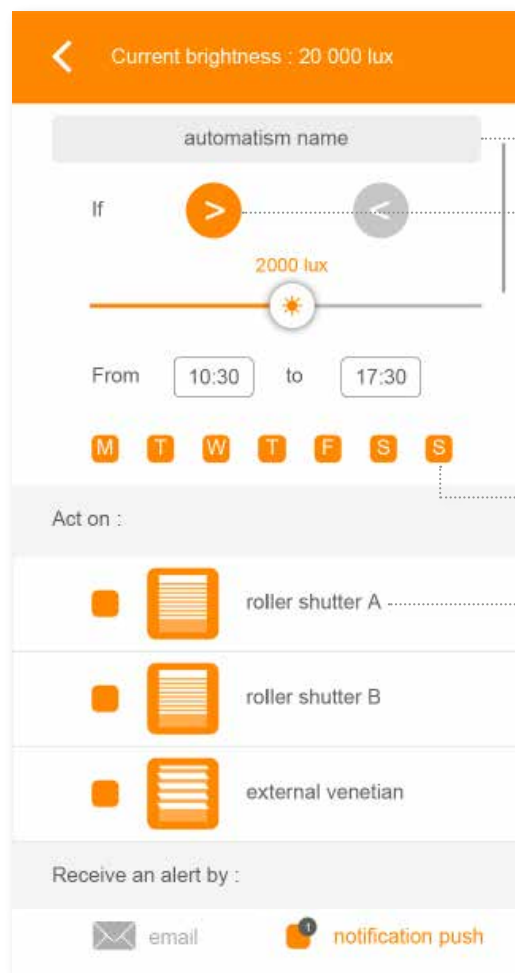 Current brightness : 20 000 lux
automatism name
If > <
2000 lux
From 10:30 to 17:30
M T W T F S S
Act on :
roller shutter A
roller shutter B
external venetian
Receive an alert by :
email 1 notification push